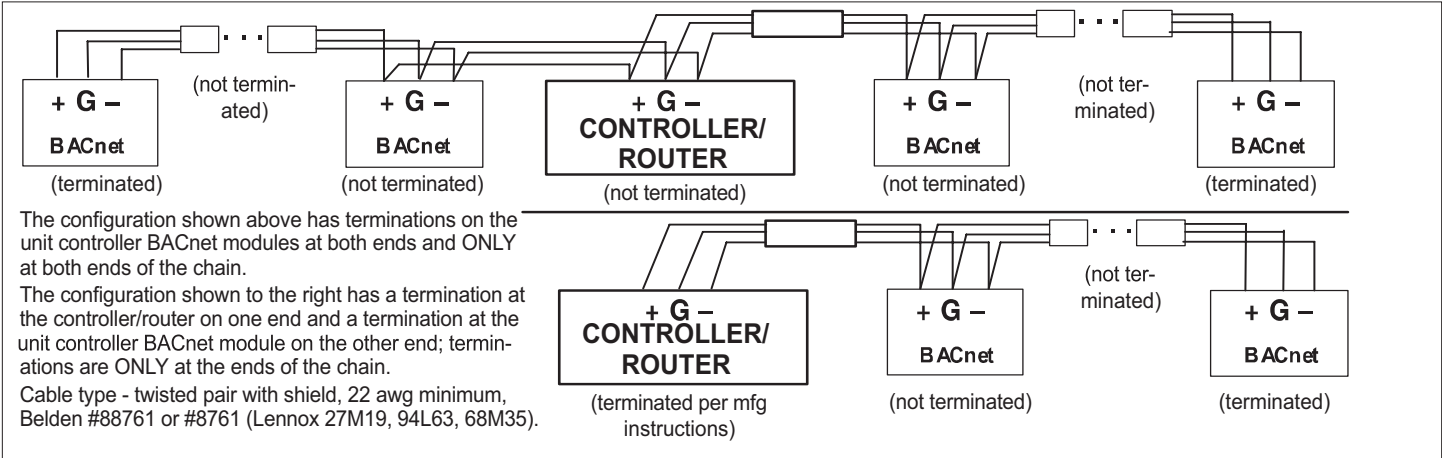 (not termin-
ated)
(not ter-
minated)
+ G –
BACnet
(terminated)
+ G –
BACnet
(not terminated)
+ G –
CONTROLLER/
ROUTER
(not terminated)
+ G –
BACnet
(not terminated)
+ G –
BACnet
(terminated)
The configuration shown above has terminations on the
unit controller BACnet modules at both ends and ONLY
at both ends of the chain.
The configuration shown to the right has a termination at
the controller/router on one end and a termination at the
unit controller BACnet module on the other end; termin-
ations are ONLY at the ends of the chain.
Cable type - twisted pair with shield, 22 awg minimum,
Belden #88761 or #8761 (Lennox 27M19, 94L63, 68M35).
(not ter-
minated)
+ G –
CONTROLLER/
ROUTER
(terminated per mfg
instructions)
+ G –
BACnet
(not terminated)
+ G –
BACnet
(terminated)